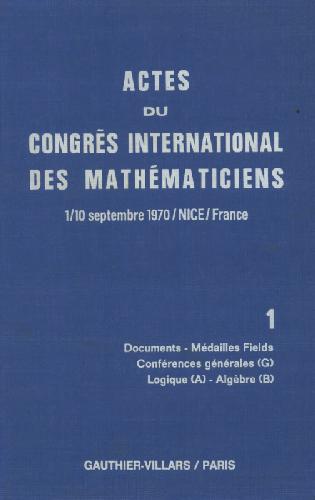 ACTES
DU
CONGRÈS INTERNATIONAL
DES MATHÉMATICIENS
1/10 septembre 1970 / NICE / France
1
Documents - Médailles Fields
Conférences générales (G)
Logique (A) - Algèbre (B)
GAUTHIER-VILLARS / PARIS